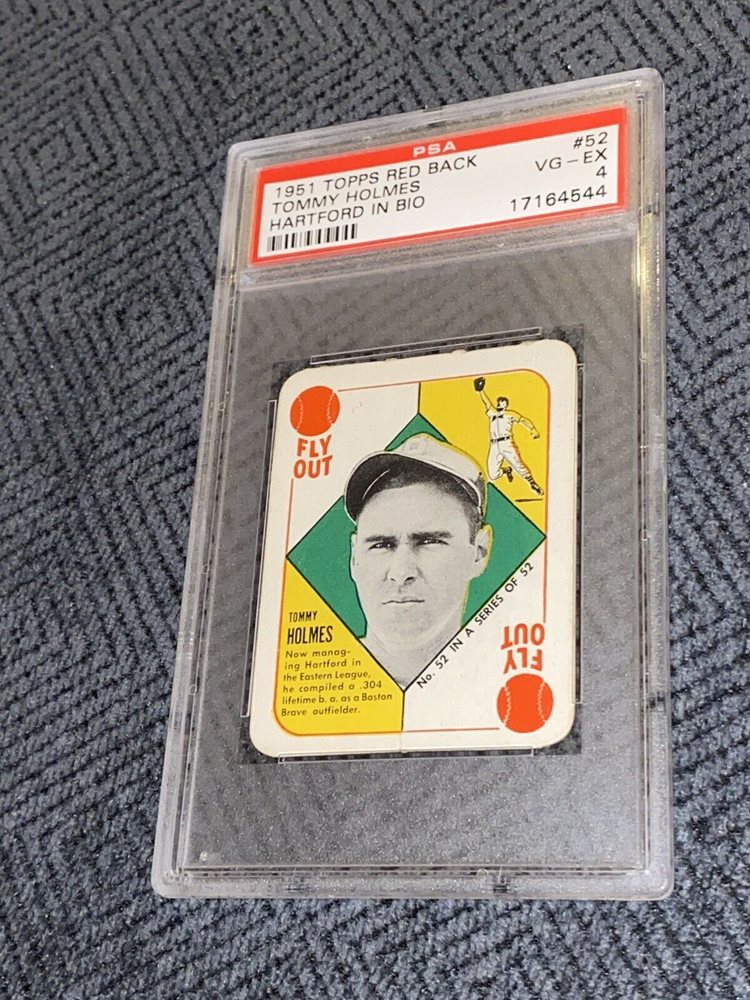 PSA
1951 TOPPS RED BACK #52
TOMMY HOLMES VG-EX
HARTFORD IN BIO 4
17164544
FLY
OUT
TOMMY
HOLMES
Now manag-
ing Hartford in
the Eastern League,
he compiled a .304
lifetime b. a. as a Boston
Brave outfielder.
No. 52 IN A SERIES OF 52
FLY
OUT